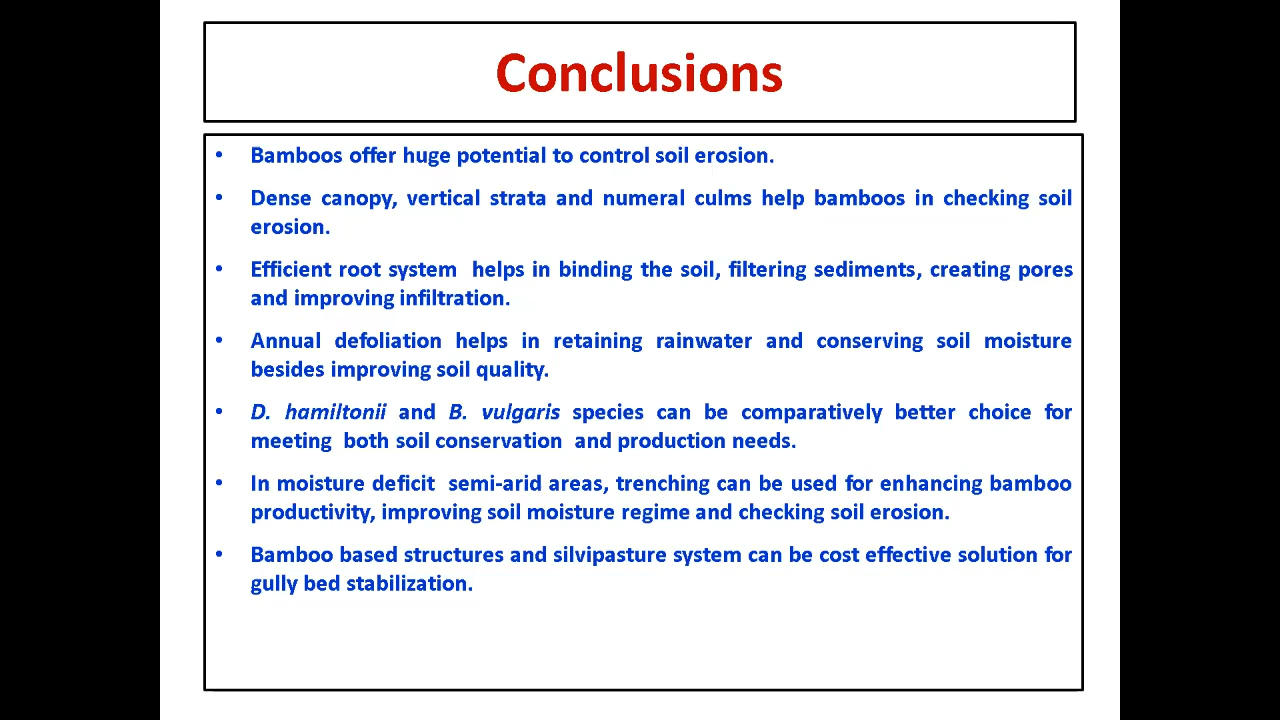 Conclusions
• Bamboos offer huge potential to control soil erosion.
• Dense canopy, vertical strata and numeral culms help bamboos in checking soil
erosion.
• Efficient root system helps in binding the soil, filtering sediments, creating pores
and improving infiltration.
• Annual defoliation helps in retaining rainwater and conserving soil moisture
besides improving soil quality.
• D. hamiltonii and B. vulgaris species can be comparatively better choice for
meeting both soil conservation and production needs.
• In moisture deficit semi-arid areas, trenching can be used for enhancing bamboo
productivity, improving soil moisture regime and checking soil erosion.
• Bamboo based structures and silvipasture system can be cost effective solution for
gully bed stabilization.